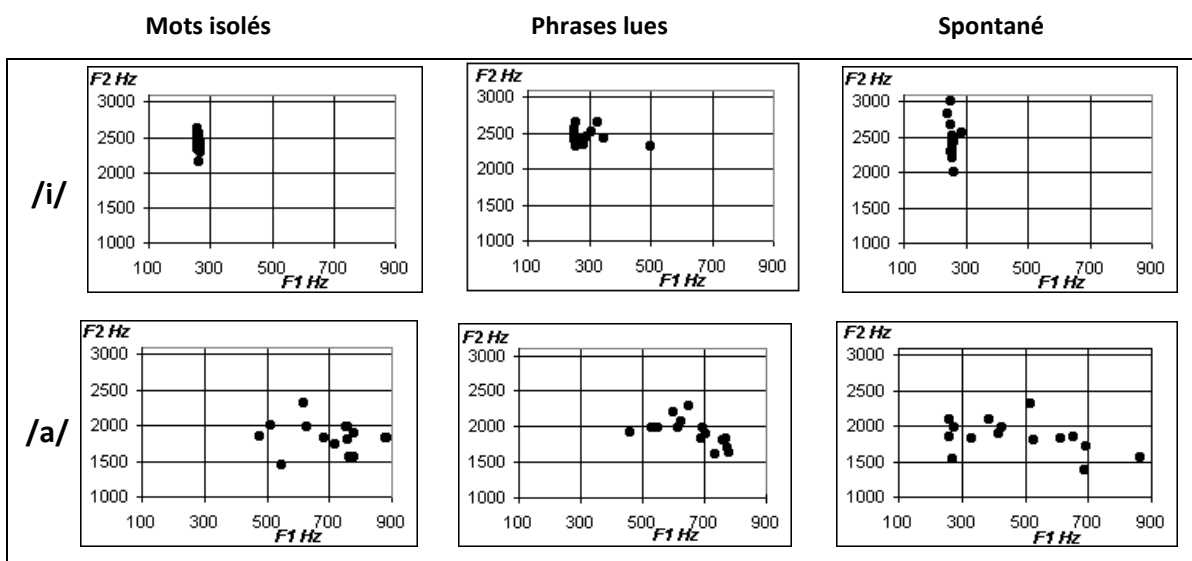 Mots isolés Phrases lues Spontané
F2 Hz F2 Hz F2 Hz
3000 3000 3000
2500 2500 2500
/i/ 2000 2000 2000
1500 1500 1500
1000 1000 1000
100 300 500 700 900 100 300 500 700 900 100 300 500 700 900
F1 Hz F1 Hz F1 Hz
F2 Hz F2 Hz F2 Hz
3000 3000 3000
2500 2500 2500
/a/ 2000 2000 2000
1500 1500 1500
1000 1000 1000
100 300 500 700 900 100 300 500 700 900 100 300 500 700 900
F1 Hz F1 Hz F1 Hz